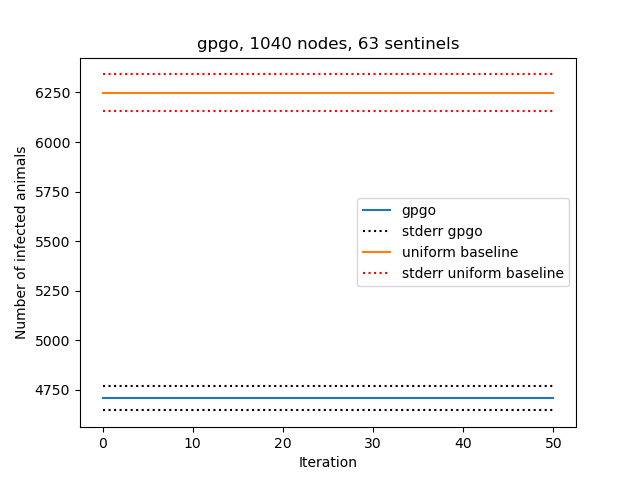 gpgo, 1040 nodes, 63 sentinels
Number of infected animals
6250
6000
5750
5500
5250
5000
4750
gpgo
stderr gpgo
uniform baseline
stderr uniform baseline
0 10 20 30 40 50
Iteration